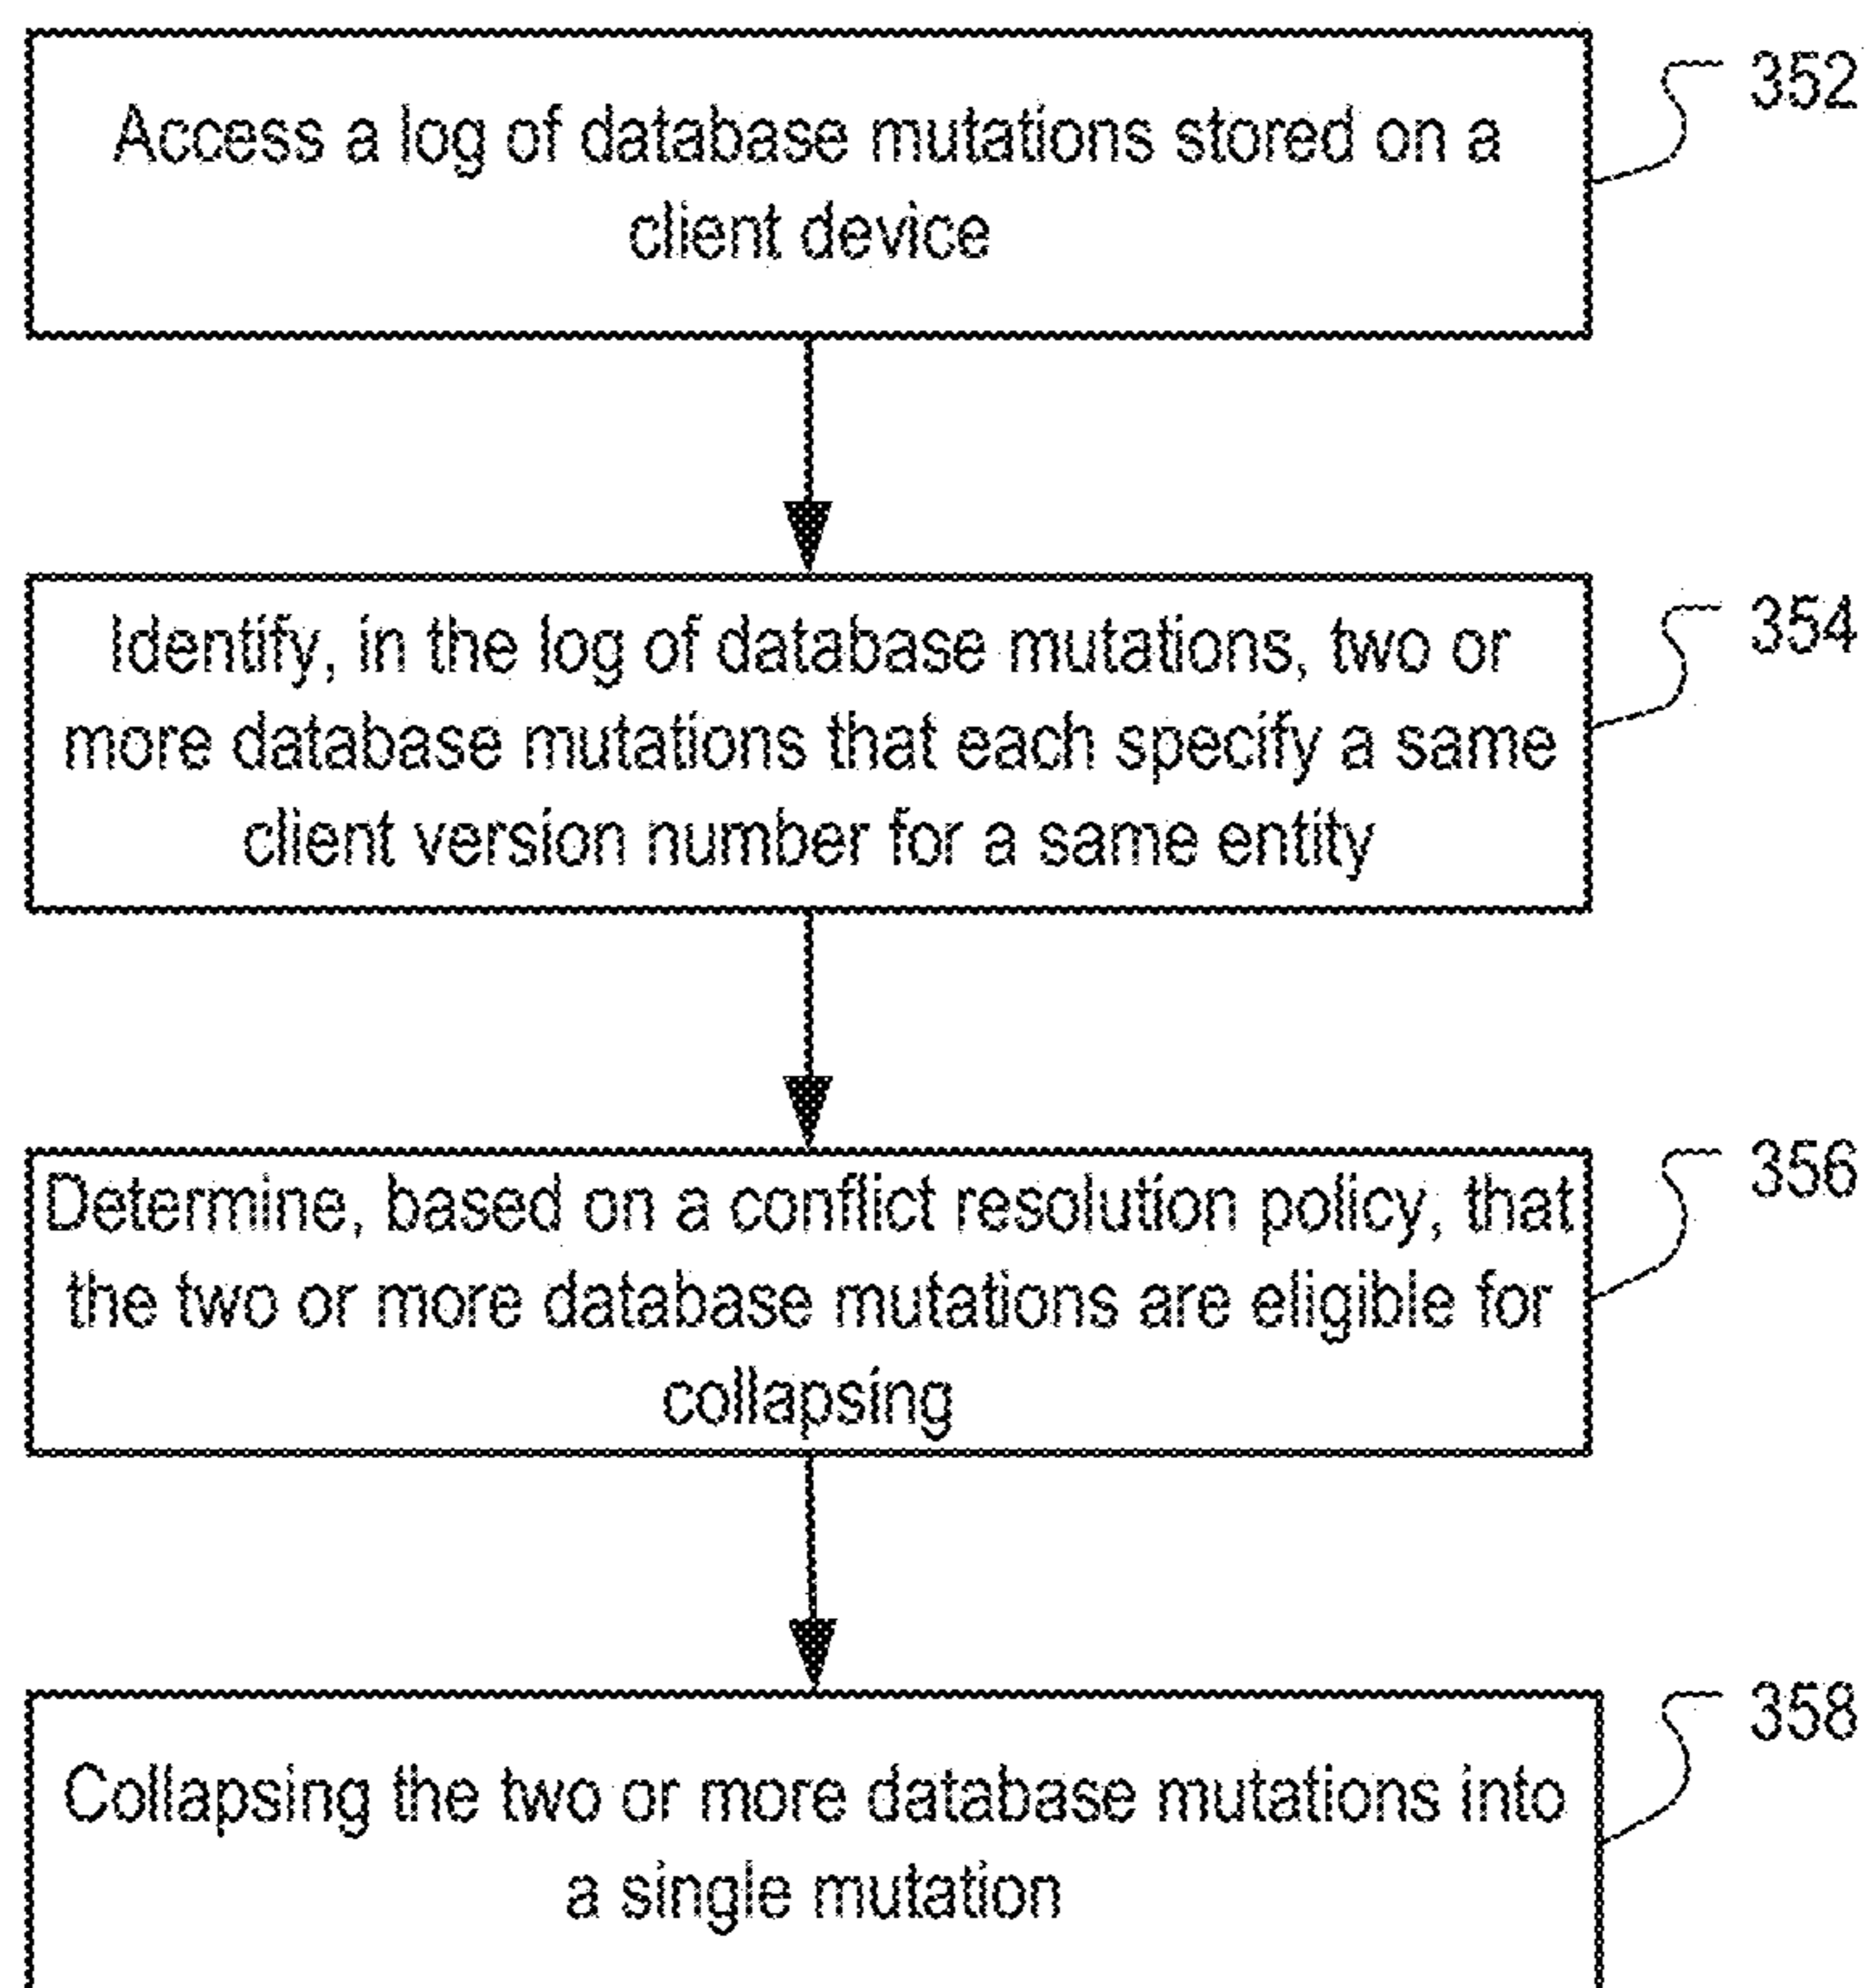 Access a log of database mutations stored on a
client device
352
Identify, in the log of database mutations, two or
more database mutations that each specify a same
client version number for a same entity
354
Determine, based on a conflict resolution policy, that
the two or more database mutations are eligible for
collapsing
356
Collapsing the two or more database mutations into
a single mutation
358